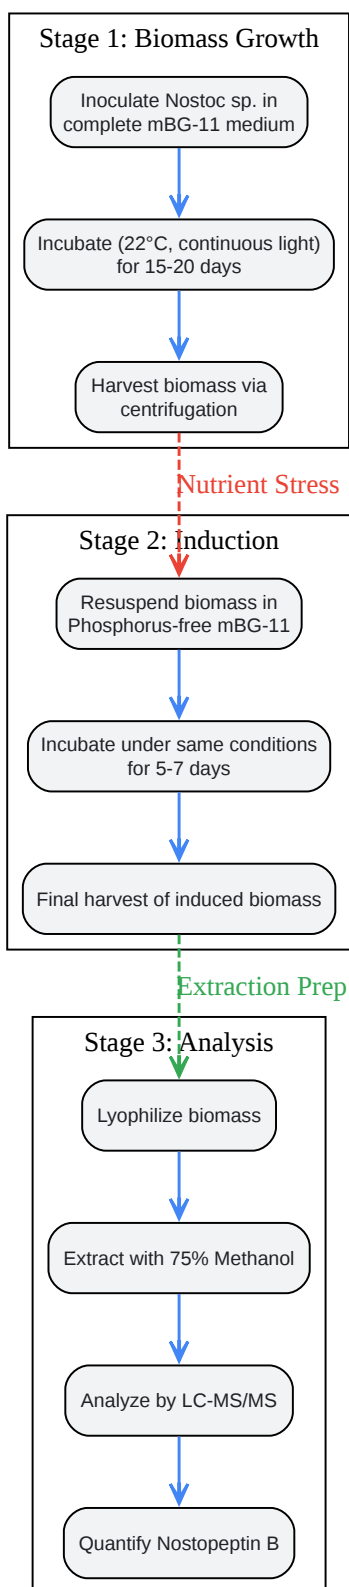 Stage 1: Biomass Growth
Inoculate Nostoc sp. in
complete mBG-11 medium
Incubate (22°C, continuous light)
for 15-20 days
Harvest biomass via
centrifugation
Nutrient Stress
Stage 2: Induction
Resuspend biomass in
Phosphorus-free mBG-11
Incubate under same conditions
for 5-7 days
Final harvest of induced biomass
Extraction Prep
Stage 3: Analysis
Lyophilize biomass
Extract with 75% Methanol
Analyze by LC-MS/MS
Quantify Nostopeptin B